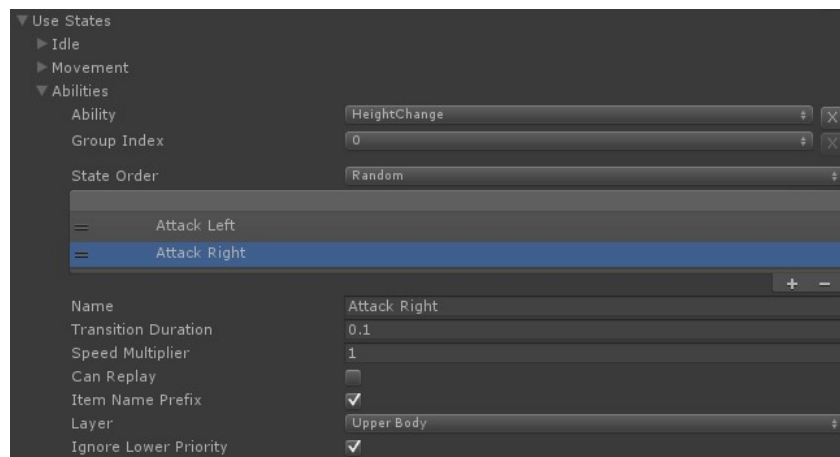 Use States
Idle
Movement
Abilities
Ability HeightChange X
Group Index 0 X
State Order Random
= Attack Left
= Attack Right
+ −
Name Attack Right
Transition Duration 0.1
Speed Multiplier 1
Can Replay
Item Name Prefix
Layer Upper Body
Ignore Lower Priority